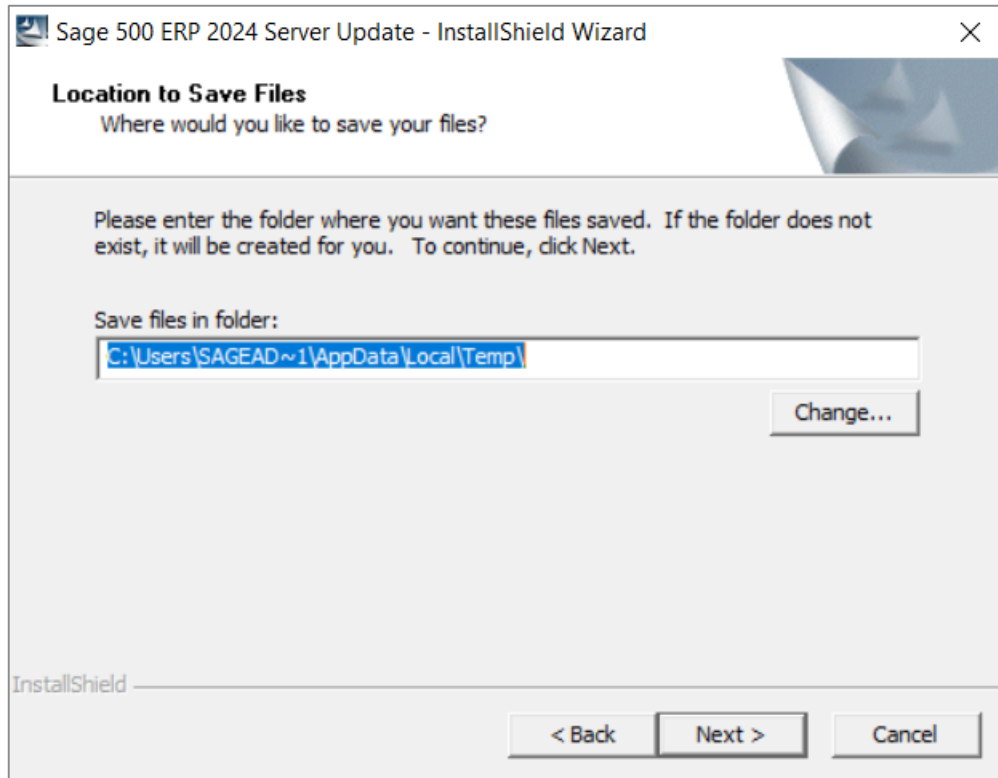 Sage 500 ERP 2024 Server Update - InstallShield Wizard
Location to Save Files
Where would you like to save your files?
Please enter the folder where you want these files saved.  If the folder does not
exist, it will be created for you.   To continue, click Next.
Save files in folder:
C:\Users\SAGEAD~1\AppData\Local\Temp\
Change...
InstallShield
< Back
Next >
Cancel